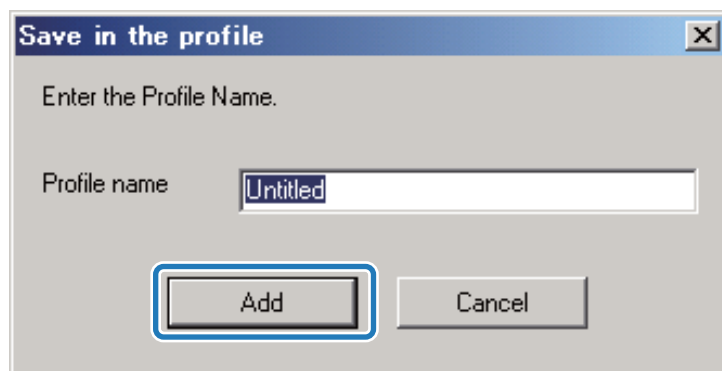 Save in the profile
Enter the Profile Name.
Profile name Untitled
Add Cancel